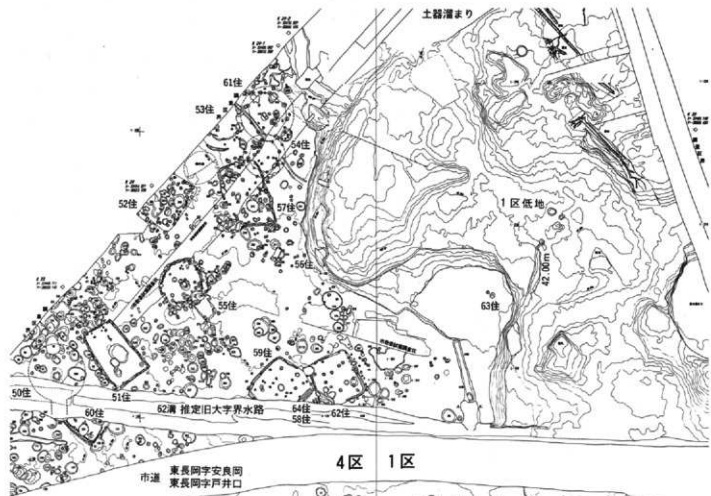 土器溜まり
61住
53住
54住
52住
57住
1区低地
56住
42.00m
63住
55住
59住
50住
51住
64住
60住
62溝 推定旧大字界水路
58住
62住
4区
1区
市道
東長岡字安良岡
東長岡字戸井口